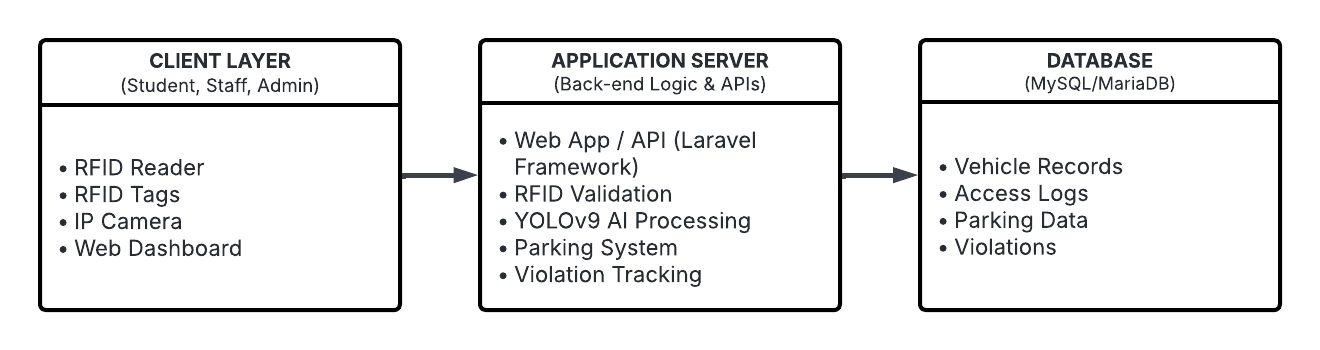 CLIENT LAYER
(Student, Staff, Admin)
• RFID Reader
• RFID Tags
• IP Camera
• Web Dashboard
APPLICATION SERVER
(Back-end Logic & APIs)
• Web App / API (Laravel
Framework)
• RFID Validation
• YOLOv9 AI Processing
• Parking System
• Violation Tracking
DATABASE
(MySQL/MariaDB)
• Vehicle Records
• Access Logs
• Parking Data
• Violations